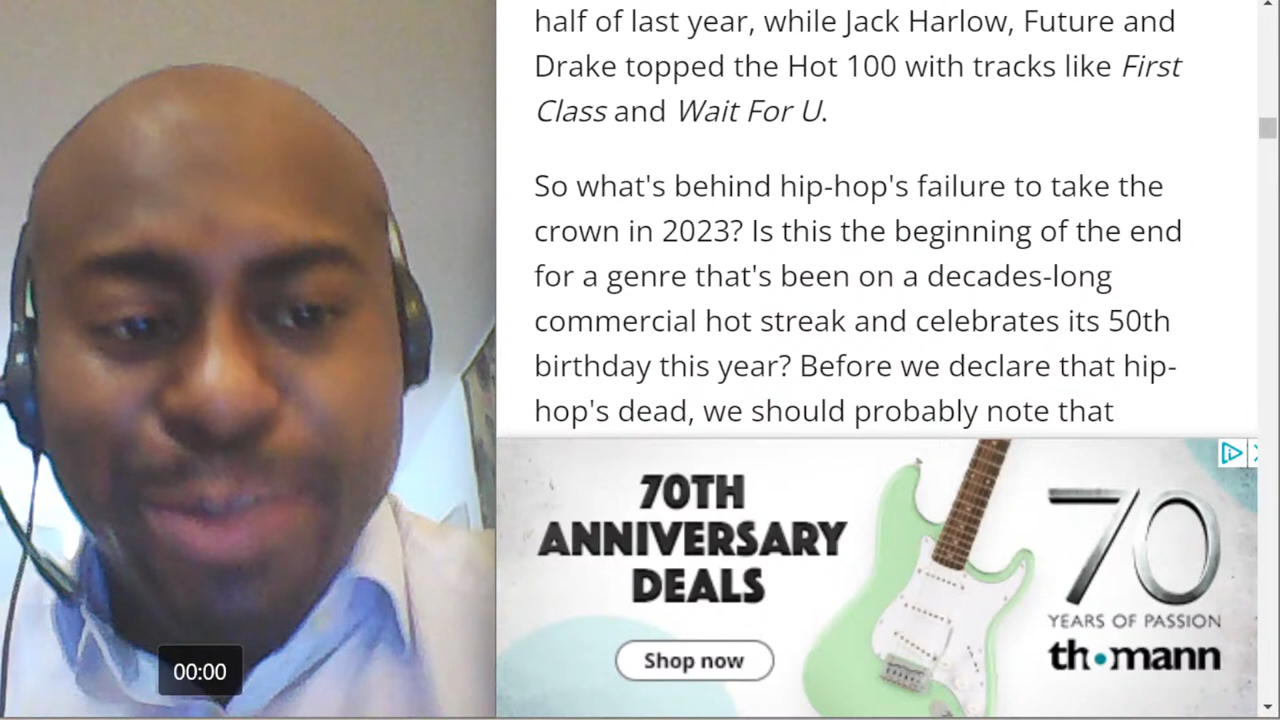 half of last year, while Jack Harlow, Future and
Drake topped the Hot 100 with tracks like First
Class and Wait For U.
So what's behind hip-hop's failure to take the
crown in 2023? Is this the beginning of the end
for a genre that's been on a decades-long
commercial hot streak and celebrates its 50th
birthday this year? Before we declare that hip-
hop's dead, we should probably note that
70TH
ANNIVERSARY
DEALS
Shop now
70
YEARS OF PASSION
th•mann
00:00